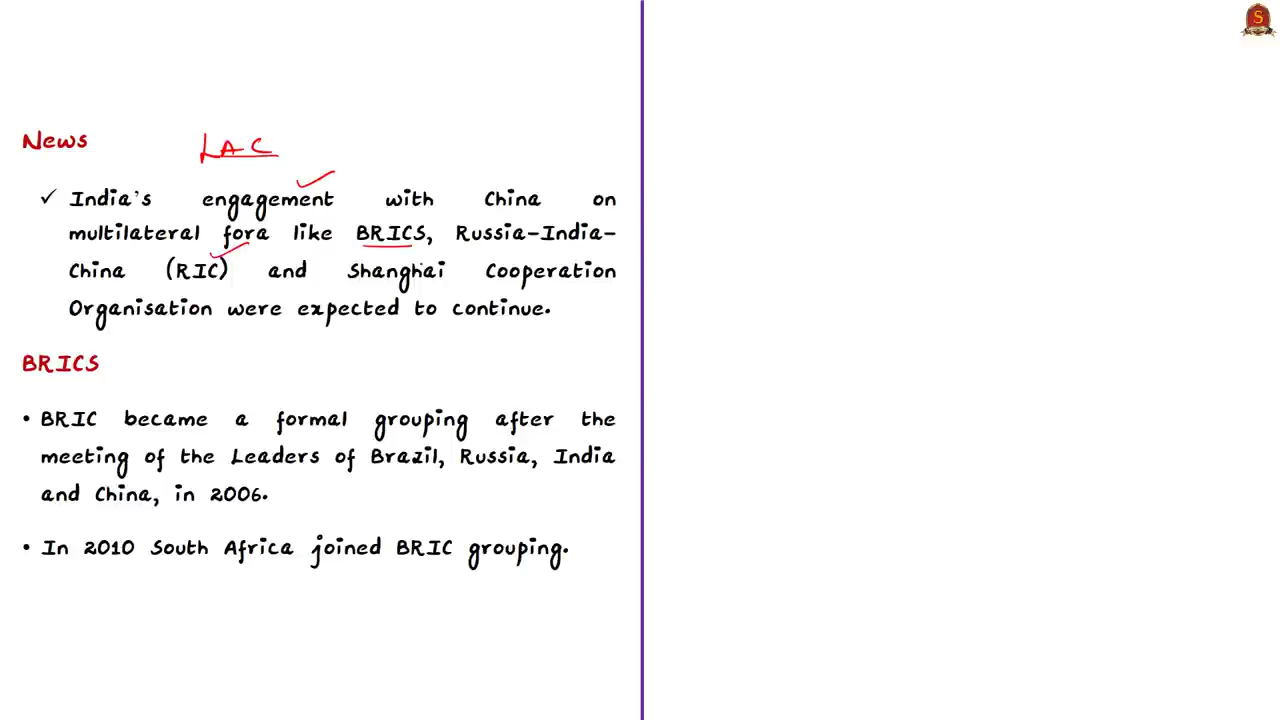 News
LAC
✓ India's engagement with China on
multilateral fora like BRICS, Russia-India-
China (RIC) and Shanghai Cooperation
Organisation were expected to continue.
BRICS
• BRIC became a formal grouping after the
meeting of the Leaders of Brazil, Russia, India
and China, in 2006.
• In 2010 South Africa joined BRIC grouping.
S